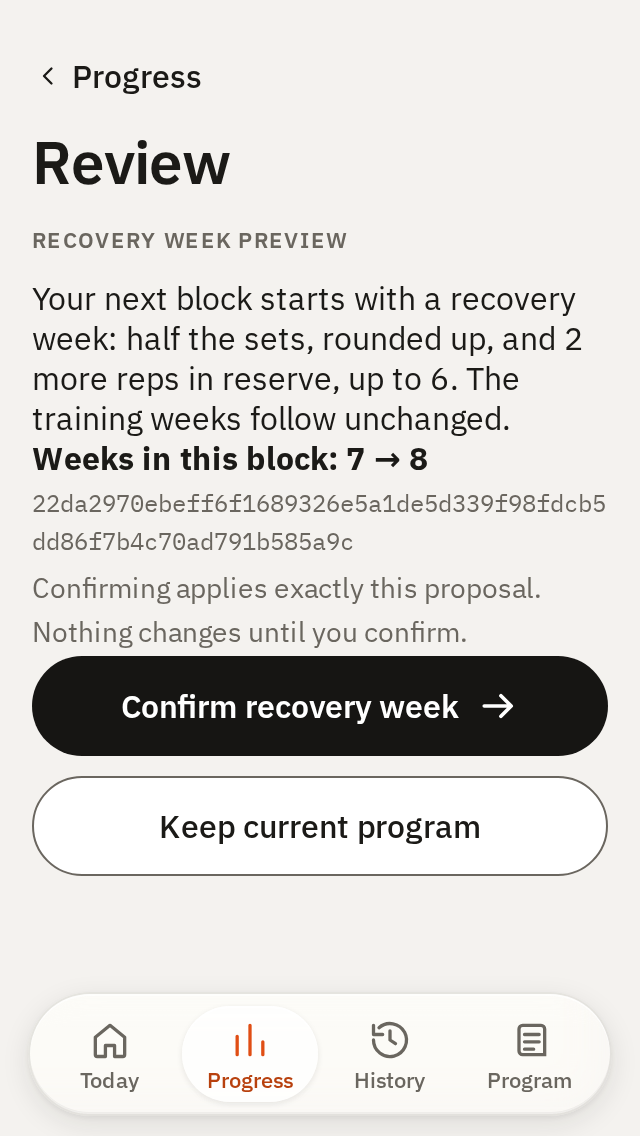 Progress
Review
RECOVERY WEEK PREVIEW
Your next block starts with a recovery
week: half the sets, rounded up, and 2
more reps in reserve, up to 6. The
training weeks follow unchanged.
Weeks in this block: 7 → 8
22da2970ebeff6f1689326e5a1de5d339f98fdcb5
dd86f7b4c70ad791b585a9c
Confirming applies exactly this proposal.
Nothing changes until you confirm.
Confirm recovery week →
Keep current program
Today
Progress
History
Program